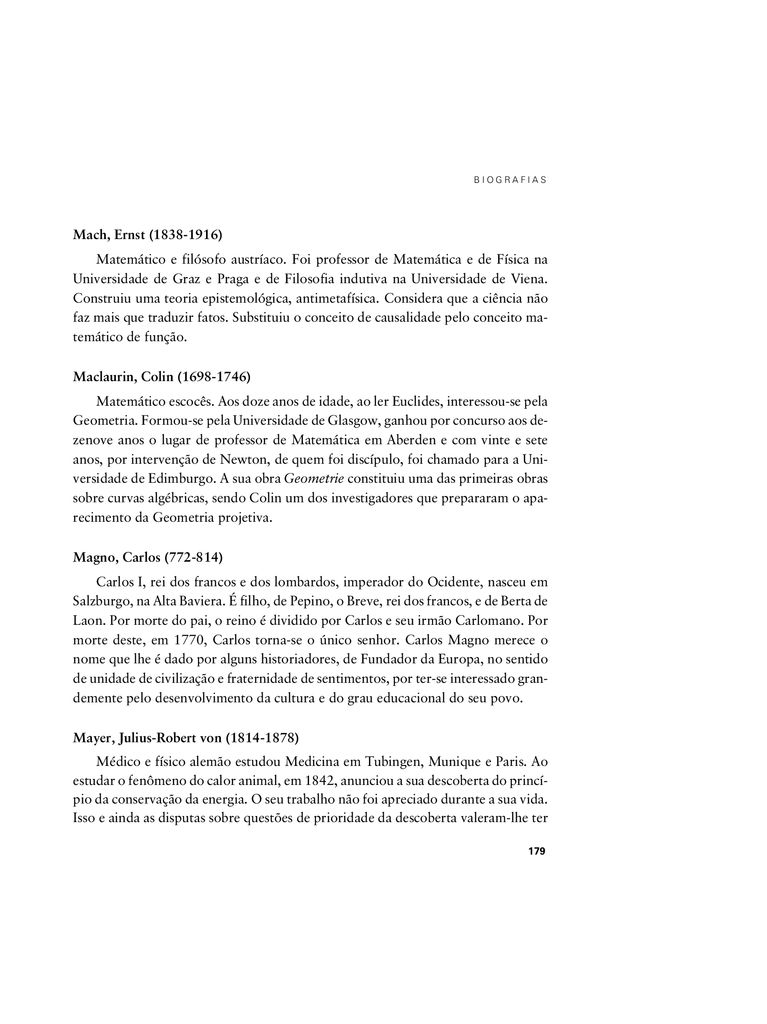 BIOGRAFIAS
Mach, Ernst (1838-1916)
Matemático e filósofo austríaco. Foi professor de Matemática e de Física na
Universidade de Graz e Praga e de Filosofia indutiva na Universidade de Viena.
Construiu uma teoria epistemológica, antimetafísica. Considera que a ciência não
faz mais que traduzir fatos. Substituiu o conceito de causalidade pelo conceito ma-
temático de função.
Maclaurin, Colin (1698-1746)
Matemático escocês. Aos doze anos de idade, ao ler Euclides, interessou-se pela
Geometria. Formou-se pela Universidade de Glasgow, ganhou por concurso aos de-
zenove anos o lugar de professor de Matemática em Aberden e com vinte e sete
anos, por intervenção de Newton, de quem foi discípulo, foi chamado para a Uni-
versidade de Edimburgo. A sua obra Geometrie constituiu uma das primeiras obras
sobre curvas algébricas, sendo Colin um dos investigadores que prepararam o apa-
recimento da Geometria projetiva.
Magno, Carlos (772-814)
Carlos I, rei dos francos e dos lombardos, imperador do Ocidente, nasceu em
Salzburgo, na Alta Baviera. É filho, de Pepino, o Breve, rei dos francos, e de Berta de
Laon. Por morte do pai, o reino é dividido por Carlos e seu irmão Carlomano. Por
morte deste, em 1770, Carlos torna-se o único senhor. Carlos Magno merece o
nome que lhe é dado por alguns historiadores, de Fundador da Europa, no sentido
de unidade de civilização e fraternidade de sentimentos, por ter-se interessado gran-
demente pelo desenvolvimento da cultura e do grau educacional do seu povo.
Mayer, Julius-Robert von (1814-1878)
Médico e físico alemão estudou Medicina em Tubingen, Munique e Paris. Ao
estudar o fenômeno do calor animal, em 1842, anunciou a sua descoberta do princí-
pio da conservação da energia. O seu trabalho não foi apreciado durante a sua vida.
Isso e ainda as disputas sobre questões de prioridade da descoberta valeram-lhe ter
179